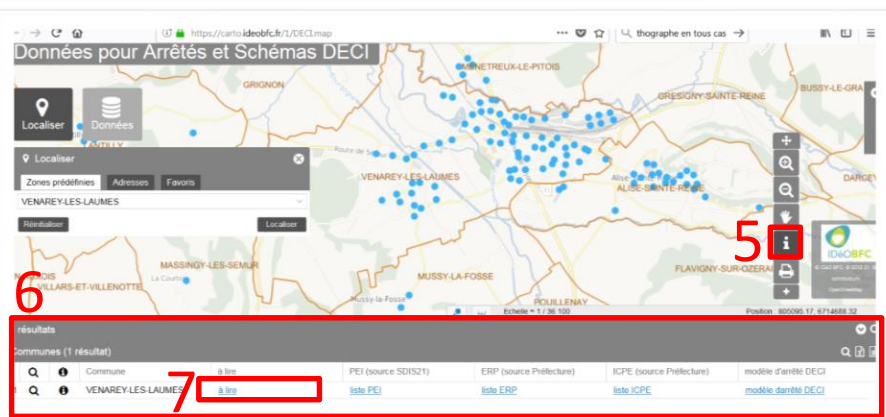 https://carto.ideobfc.fr/1/DECI.map
thographe en tous cas
Données pour Arrêtés et Schémas DECI
MENETREUX-LE-PITOIS
GRIGNON
GRESIGNY-SAINTE-REINE
BUSSY-LE-GRA
Localiser
Données
ANTILLY
Localiser
Zones prédéfinies
Adresses
Favoris
VENAREY-LES-LAUMES
Réinitialiser
Localiser
VENAREY-LES-LAUMES
ALISE-SAINTE-REINE
DARCEY
5
IDéOBFC
MASSINGY-LES-SEMUR
VILLARS-ET-VILLENOTTE
MUSSY-LA-FOSSE
Mussy-la-Fosse
FLAVIGNY-SUR-OZERAI
POUILLENAY
Echelle = 1 / 36 100
Position : 805095.17, 6714688.32
6
résultats
Communes (1 résultat)
Commune
à lire
PEI (source SDIS21)
ERP (source Préfecture)
ICPE (source Préfecture)
modèle d'arrêté DECI
1
VENAREY-LES-LAUMES
7
à lire
liste PEI
liste ERP
liste ICPE
modèle darrêté DECI